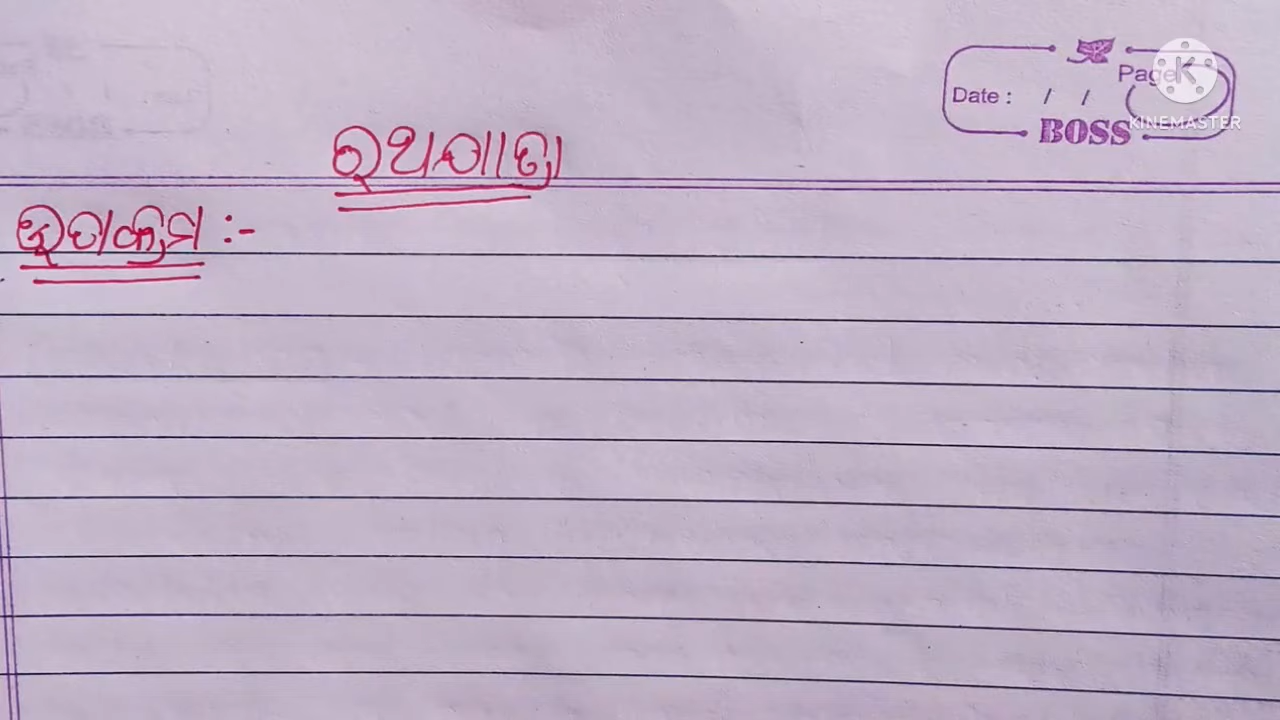 Page
Date : / /
BOSS
KINEMASTER
ରଥଯାତ୍ରା
ଉପକ୍ରମ :-